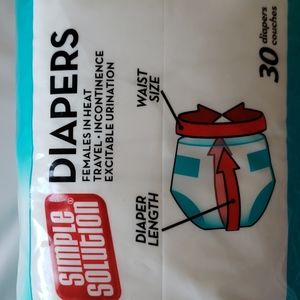 SIMPLE
SOLUTION
DIAPERS
FEMALES IN HEAT
TRAVEL • INCONTINENCE
EXCITABLE URINATION
WAIST
SIZE
DIAPER
LENGTH
30 diapers
couches